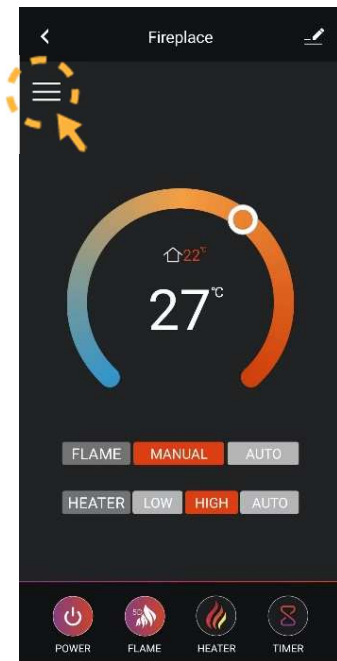 Fireplace
22℃
27℃
FLAME MANUAL AUTO
HEATER LOW HIGH AUTO
POWER FLAME HEATER TIMER